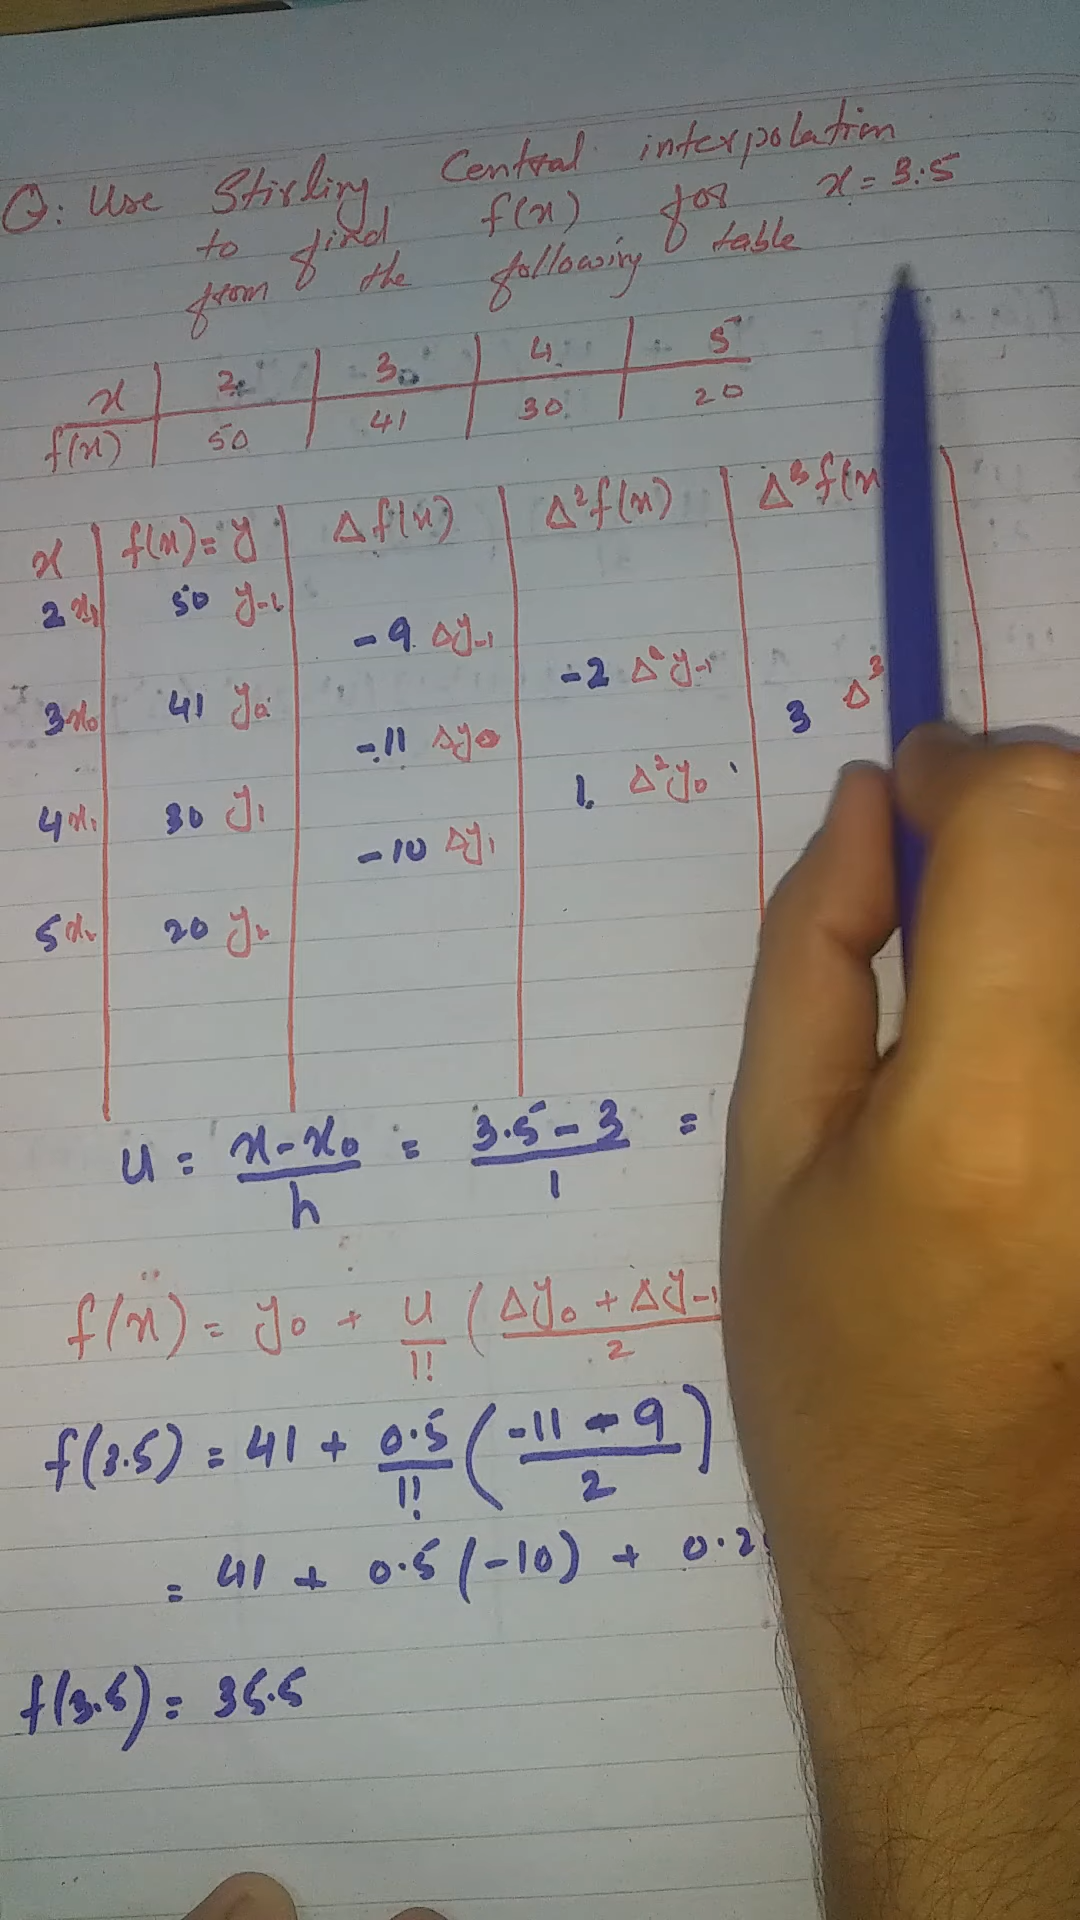 Q: Use Stirling Central interpolation
to find f(x) for x = 3.5
from the following table
x | 2 | 3 | 4 | 5
f(x) | 50 | 41 | 30 | 20
x | f(x) = y | Δf(x) | Δ²f(x) | Δ³f(x
2 50
-9 Δy₋₁
-2 Δ²y₋₁
3 x₀ 41 y₀
3 Δ³
-11 Δy₀
1 Δ²y₀
4 x₁ 30 y₁
-10 Δy₁
5 x₂ 20 y₂
u = x - x₀ / h = 3.5 - 3 / 1 =
f(x) = y₀ + u/1! ( Δy₀ + Δy₋₁ / 2
f(3.5) = 41 + 0.5/1! ( -11 - 9 / 2 )
= 41 + 0.5 (-10) + 0.2
f(3.5) = 35.5